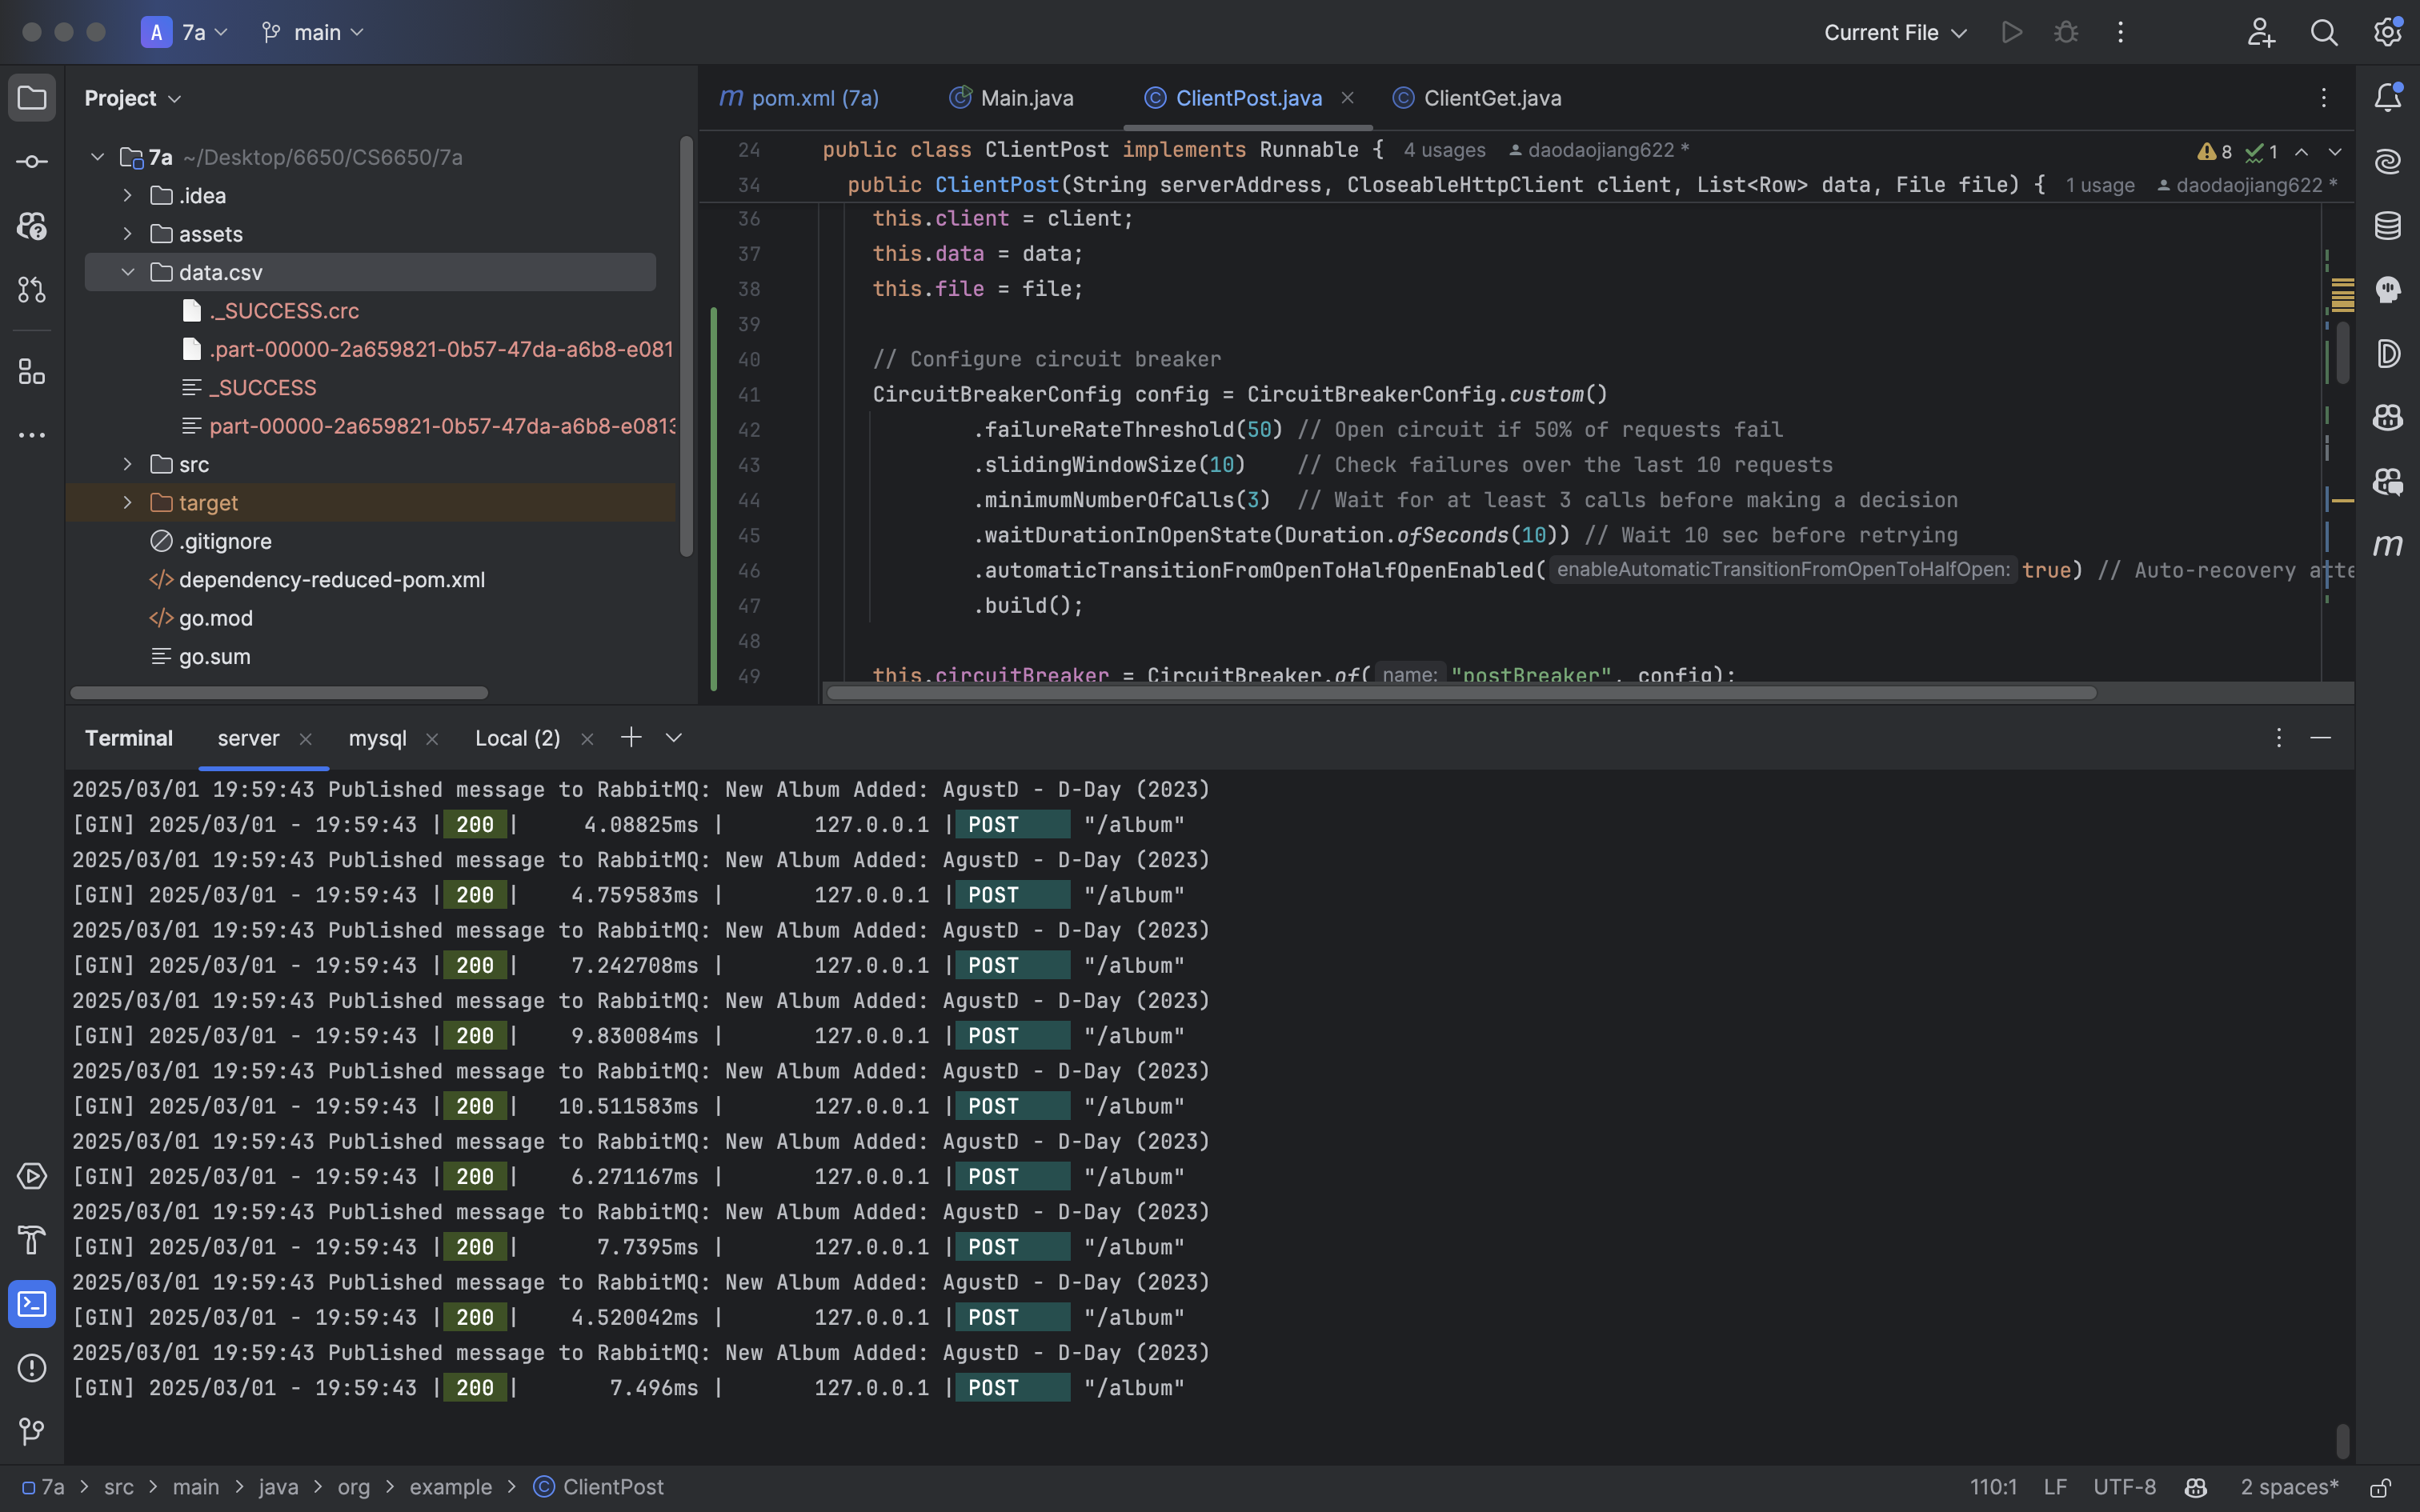 A 7a main Current File
Project
7a ~/Desktop/6650/CS6650/7a
.idea
assets
data.csv
._SUCCESS.crc
.part-00000-2a659821-0b57-47da-a6b8-e081
_SUCCESS
part-00000-2a659821-0b57-47da-a6b8-e0813
src
target
.gitignore
dependency-reduced-pom.xml
go.mod
go.sum
pom.xml (7a) Main.java ClientPost.java ClientGet.java
24 public class ClientPost implements Runnable { 4 usages daodaojiang622 * 8 1
34 public ClientPost(String serverAddress, CloseableHttpClient client, List<Row> data, File file) { 1 usage daodaojiang622 *
36 this.client = client;
37 this.data = data;
38 this.file = file;
39
40 // Configure circuit breaker
41 CircuitBreakerConfig config = CircuitBreakerConfig.custom()
42 .failureRateThreshold(50) // Open circuit if 50% of requests fail
43 .slidingWindowSize(10) // Check failures over the last 10 requests
44 .minimumNumberOfCalls(3) // Wait for at least 3 calls before making a decision
45 .waitDurationInOpenState(Duration.ofSeconds(10)) // Wait 10 sec before retrying
46 .automaticTransitionFromOpenToHalfOpenEnabled( enableAutomaticTransitionFromOpenToHalfOpen: true) // Auto-recovery atte
47 .build();
48
49 this.circuitBreaker = CircuitBreaker.of( name: "postBreaker", config);
Terminal server mysql Local (2)
2025/03/01 19:59:43 Published message to RabbitMQ: New Album Added: AgustD - D-Day (2023)
[GIN] 2025/03/01 - 19:59:43 | 200 | 4.08825ms | 127.0.0.1 | POST "/album"
2025/03/01 19:59:43 Published message to RabbitMQ: New Album Added: AgustD - D-Day (2023)
[GIN] 2025/03/01 - 19:59:43 | 200 | 4.759583ms | 127.0.0.1 | POST "/album"
2025/03/01 19:59:43 Published message to RabbitMQ: New Album Added: AgustD - D-Day (2023)
[GIN] 2025/03/01 - 19:59:43 | 200 | 7.242708ms | 127.0.0.1 | POST "/album"
2025/03/01 19:59:43 Published message to RabbitMQ: New Album Added: AgustD - D-Day (2023)
[GIN] 2025/03/01 - 19:59:43 | 200 | 9.830084ms | 127.0.0.1 | POST "/album"
2025/03/01 19:59:43 Published message to RabbitMQ: New Album Added: AgustD - D-Day (2023)
[GIN] 2025/03/01 - 19:59:43 | 200 | 10.511583ms | 127.0.0.1 | POST "/album"
2025/03/01 19:59:43 Published message to RabbitMQ: New Album Added: AgustD - D-Day (2023)
[GIN] 2025/03/01 - 19:59:43 | 200 | 6.271167ms | 127.0.0.1 | POST "/album"
2025/03/01 19:59:43 Published message to RabbitMQ: New Album Added: AgustD - D-Day (2023)
[GIN] 2025/03/01 - 19:59:43 | 200 | 7.7395ms | 127.0.0.1 | POST "/album"
2025/03/01 19:59:43 Published message to RabbitMQ: New Album Added: AgustD - D-Day (2023)
[GIN] 2025/03/01 - 19:59:43 | 200 | 4.520042ms | 127.0.0.1 | POST "/album"
2025/03/01 19:59:43 Published message to RabbitMQ: New Album Added: AgustD - D-Day (2023)
[GIN] 2025/03/01 - 19:59:43 | 200 | 7.496ms | 127.0.0.1 | POST "/album"
7a > src > main > java > org > example > ClientPost 110:1 LF UTF-8 2 spaces*